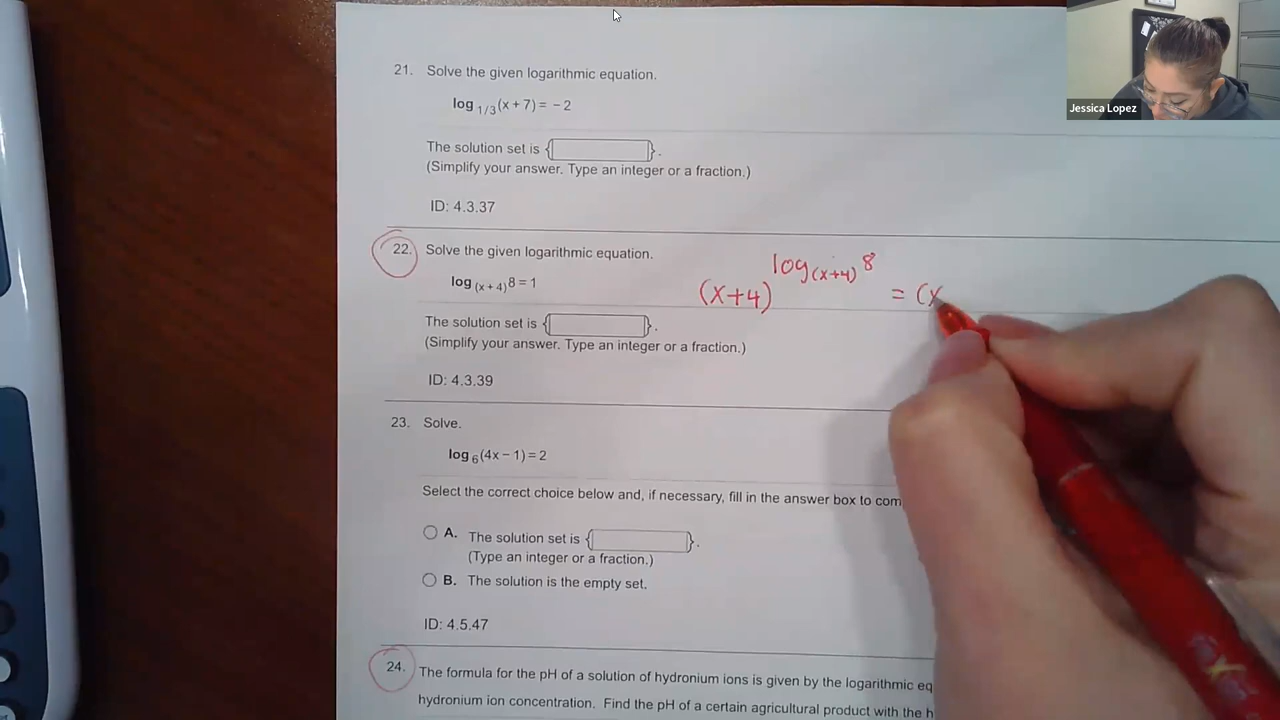 Jessica Lopez
21. Solve the given logarithmic equation.
log 1/3(x+7) = −2
The solution set is { }.
(Simplify your answer. Type an integer or a fraction.)
ID: 4.3.37
22. Solve the given logarithmic equation.
log (x+4) 8 = 1
(x+4) log (x+4) 8 = (x
The solution set is { }.
(Simplify your answer. Type an integer or a fraction.)
ID: 4.3.39
23. Solve.
log 6(4x−1) = 2
Select the correct choice below and, if necessary, fill in the answer box to com
A. The solution set is { }.
(Type an integer or a fraction.)
B. The solution is the empty set.
ID: 4.5.47
24. The formula for the pH of a solution of hydronium ions is given by the logarithmic eq
hydronium ion concentration. Find the pH of a certain agricultural product with the h